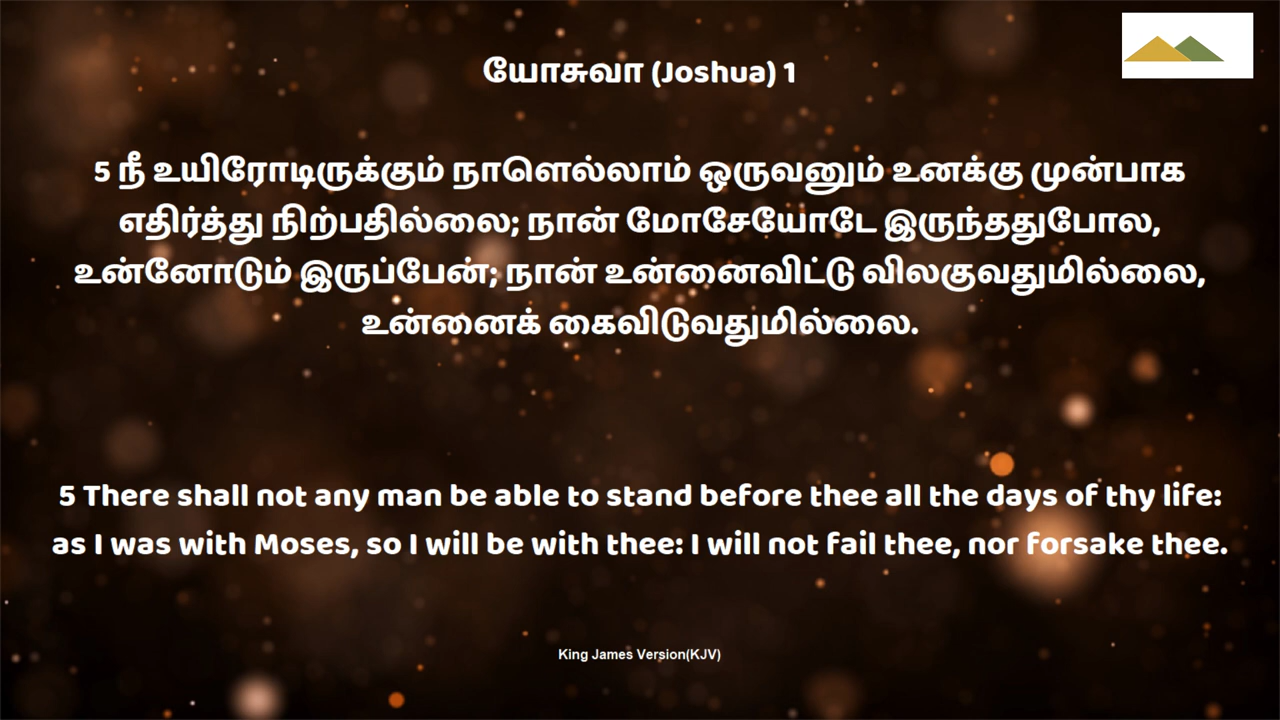 யோசுவா (Joshua) 1
5 நீ உயிரோடிருக்கும் நாளெல்லாம் ஒருவனும் உனக்கு முன்பாக
எதிர்த்து நிற்பதில்லை; நான் மோசேயோடே இருந்ததுபோல,
உன்னோடும் இருப்பேன்; நான் உன்னைவிட்டு விலகுவதுமில்லை,
உன்னைக் கைவிடுவதுமில்லை.
5 There shall not any man be able to stand before thee all the days of thy life:
as I was with Moses, so I will be with thee: I will not fail thee, nor forsake thee.
King James Version(KJV)